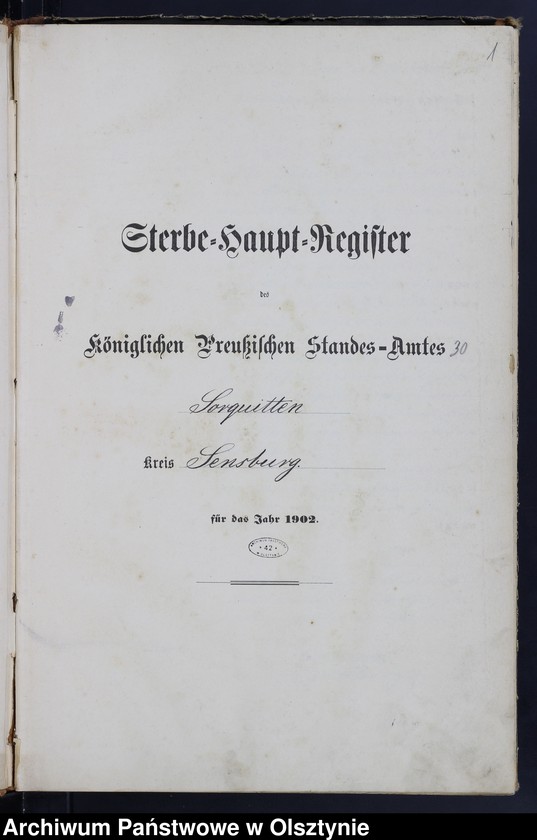 1
Sterbe-Haupt-Register
des
Königlichen Preußischen Standes-Amtes 30
Sorquitten
Kreis Sensburg.
für das Jahr 1902.
* 42 *
Archiwum Państwowe w Olsztynie